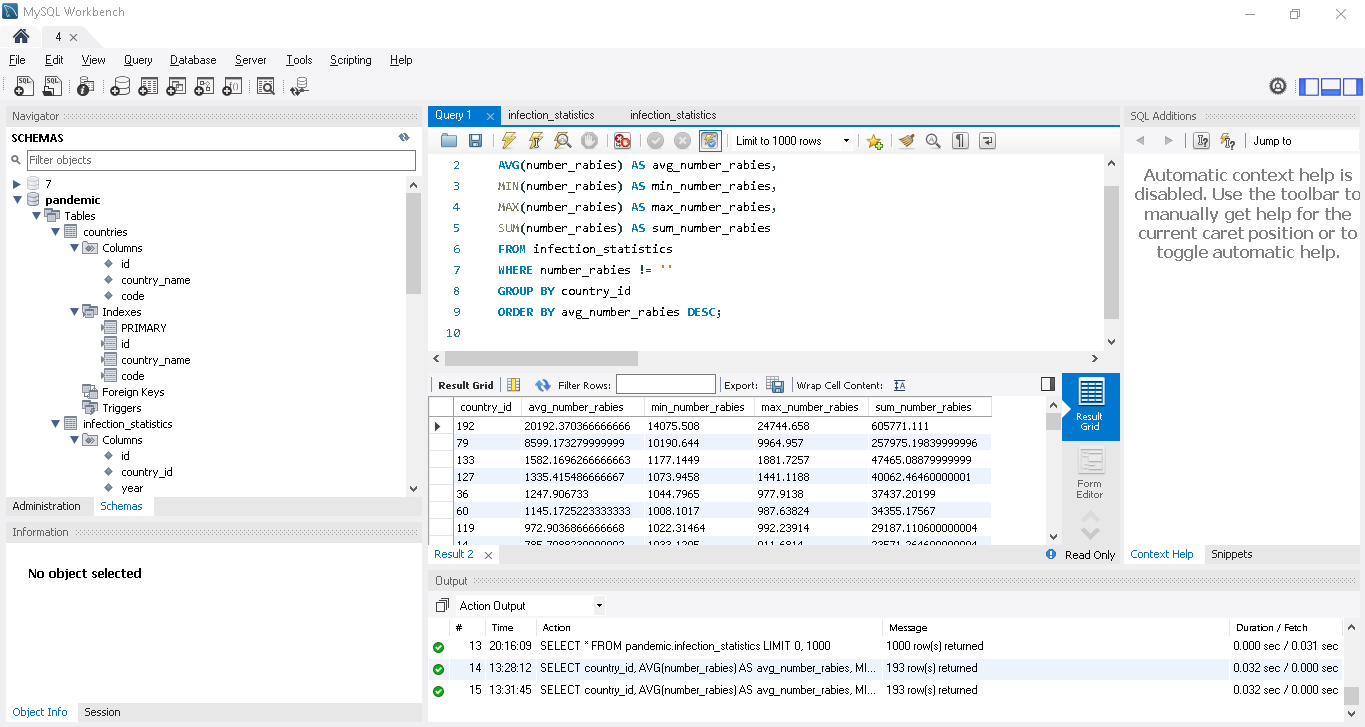 MySQL Workbench
4
File Edit View Query Database Server Tools Scripting Help
Navigator
SCHEMAS
Filter objects
7
pandemic
Tables
countries
Columns
id
country_name
code
Indexes
PRIMARY
id
country_name
code
Foreign Keys
Triggers
infection_statistics
Columns
id
country_id
year
Administration Schemas
Information
No object selected
Object Info Session
Query 1 infection_statistics infection_statistics
Limit to 1000 rows
2 AVG(number_rabies) AS avg_number_rabies,
3 MIN(number_rabies) AS min_number_rabies,
4 MAX(number_rabies) AS max_number_rabies,
5 SUM(number_rabies) AS sum_number_rabies
6 FROM infection_statistics
7 WHERE number_rabies != ''
8 GROUP BY country_id
9 ORDER BY avg_number_rabies DESC;
10
Result Grid Filter Rows: Export: Wrap Cell Content:
country_id avg_number_rabies min_number_rabies max_number_rabies sum_number_rabies
192 20192.370366666666 14075.508 24744.658 605771.111
79 8599.173279999999 10190.644 9964.957 257975.19839999996
133 1582.1696266666663 1177.1449 1881.7257 47465.08879999999
127 1335.415486666667 1073.9458 1441.1188 40062.46460000001
36 1247.906733 1044.7965 977.9138 37437.20199
60 1145.1725223333333 1008.1017 987.63824 34355.17567
119 972.9036866666668 1022.31464 992.23914 29187.110600000004
Result Grid
Form Editor
Result 2 Read Only
SQL Additions
Jump to
Automatic context help is
disabled. Use the toolbar to
manually get help for the
current caret position or to
toggle automatic help.
Context Help Snippets
Output
Action Output
# Time Action Message Duration / Fetch
13 20:16:09 SELECT * FROM pandemic.infection_statistics LIMIT 0, 1000 1000 row(s) returned 0.000 sec / 0.031 sec
14 13:28:12 SELECT country_id, AVG(number_rabies) AS avg_number_rabies, MI... 193 row(s) returned 0.032 sec / 0.000 sec
15 13:31:45 SELECT country_id, AVG(number_rabies) AS avg_number_rabies, MI... 193 row(s) returned 0.032 sec / 0.000 sec